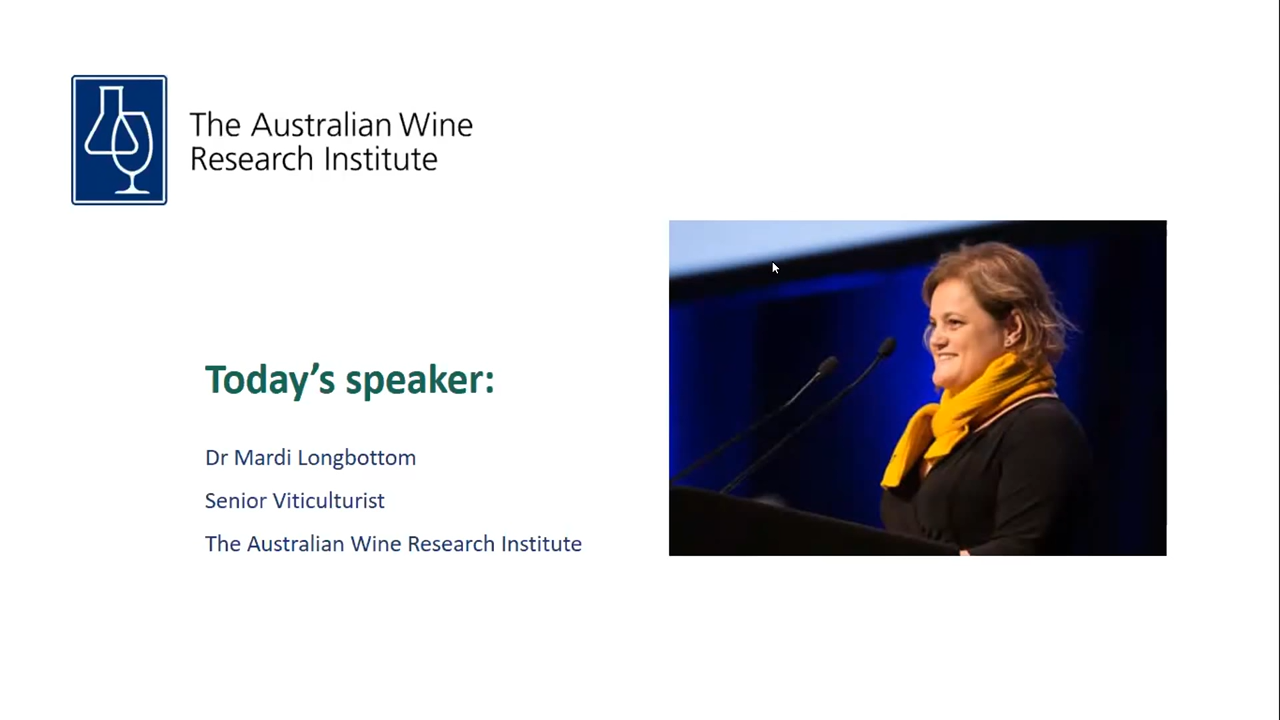 The Australian Wine
Research Institute
Today's speaker:
Dr Mardi Longbottom
Senior Viticulturist
The Australian Wine Research Institute